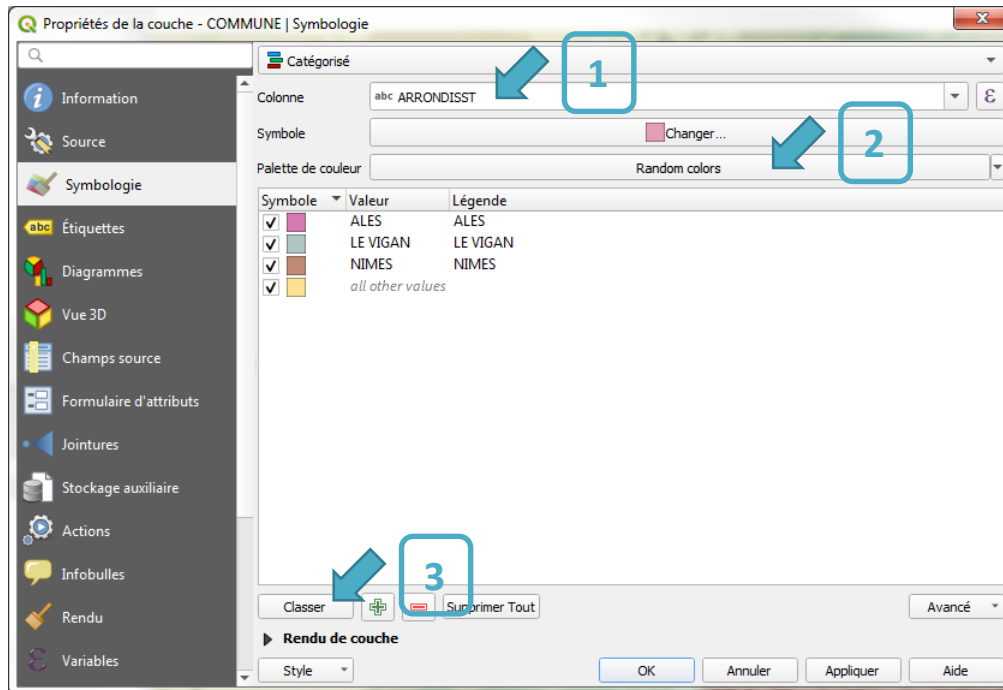 Propriétés de la couche - COMMUNE | Symbologie
Catégorisé
1
Information
Colonne abc ARRONDISST ε
Source
Symbole Changer...
2
Symbologie
Palette de couleur Random colors
Symbole Valeur Légende
abc Étiquettes
ALES ALES
LE VIGAN LE VIGAN
Diagrammes
NIMES NIMES
all other values
Vue 3D
Champs source
Formulaire d'attributs
Jointures
Stockage auxiliaire
Actions
Infobulles
3
Classer Supprimer Tout Avancé
Rendu
Rendu de couche
ε Variables
Style OK Annuler Appliquer Aide